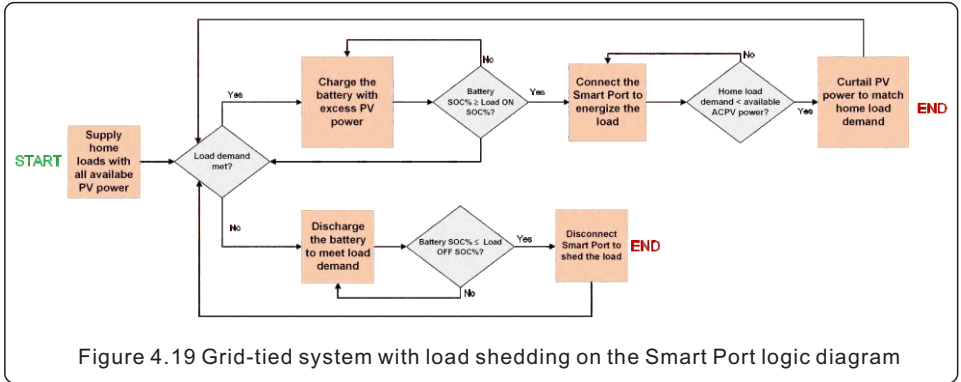 START
Supply
home
loads with
all availabe
PV power
Load demand
met?
Yes
Charge the
battery with
excess PV
power
No
Battery
SOC% ≥ Load ON
SOC%?
Yes
Connect the
Smart Port to
energize the
load
No
Home load
demand < available
ACPV power?
Yes
Curtail PV
power to match
home load
demand
END
No
Discharge
the battery
to meet load
demand
Battery SOC% ≤ Load
OFF SOC%?
Yes
No
Disconnect
Smart Port to
shed the load
END
Figure 4.19 Grid-tied system with load shedding on the Smart Port logic diagram